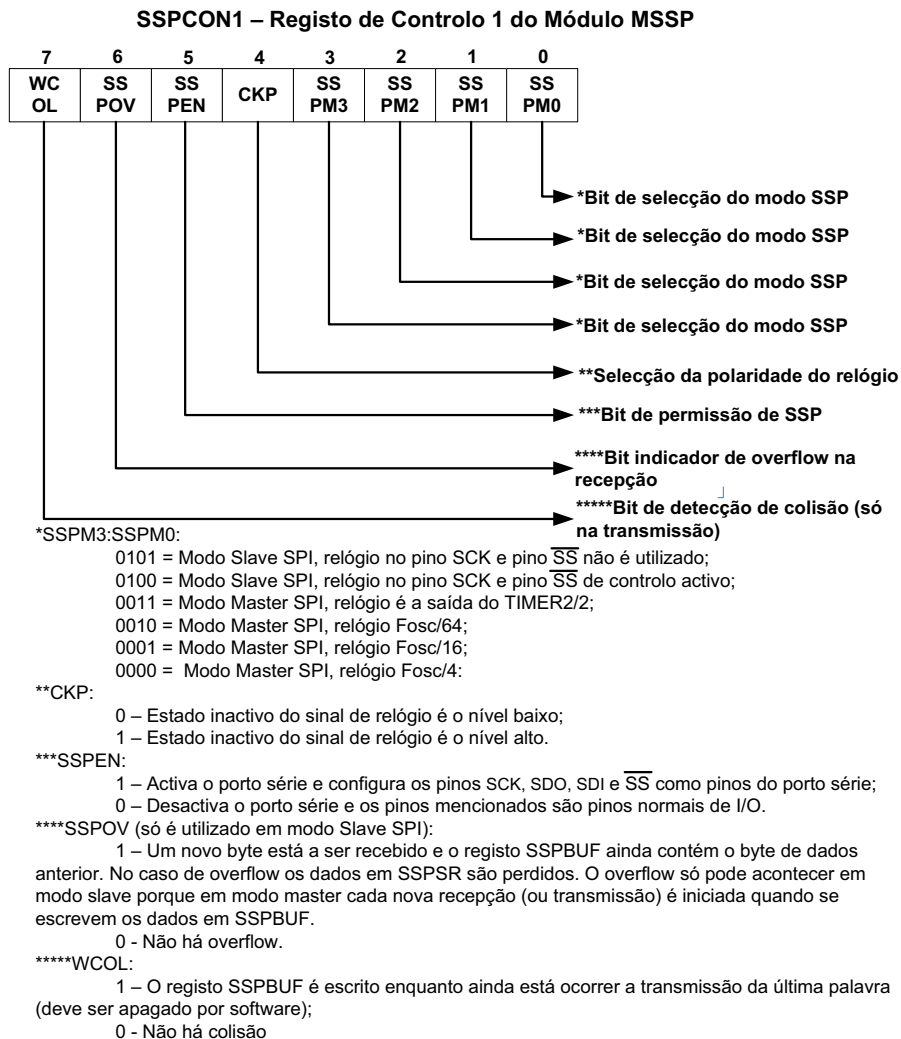 SSPCON1 – Registo de Controlo 1 do Módulo MSSP
7 6 5 4 3 2 1 0
WC SS SS CKP SS SS SS SS
OL POV PEN PM3 PM2 PM1 PM0
*Bit de selecção do modo SSP
*Bit de selecção do modo SSP
*Bit de selecção do modo SSP
*Bit de selecção do modo SSP
**Selecção da polaridade do relógio
***Bit de permissão de SSP
****Bit indicador de overflow na
recepção
*****Bit de detecção de colisão (só
na transmissão)
*SSPM3:SSPM0:
0101 = Modo Slave SPI, relógio no pino SCK e pino S̅S̅ não é utilizado;
0100 = Modo Slave SPI, relógio no pino SCK e pino S̅S̅ de controlo activo;
0011 = Modo Master SPI, relógio é a saída do TIMER2/2;
0010 = Modo Master SPI, relógio Fosc/64;
0001 = Modo Master SPI, relógio Fosc/16;
0000 = Modo Master SPI, relógio Fosc/4:
**CKP:
0 – Estado inactivo do sinal de relógio é o nível baixo;
1 – Estado inactivo do sinal de relógio é o nível alto.
***SSPEN:
1 – Activa o porto série e configura os pinos SCK, SDO, SDI e S̅S̅ como pinos do porto série;
0 – Desactiva o porto série e os pinos mencionados são pinos normais de I/O.
****SSPOV (só é utilizado em modo Slave SPI):
1 – Um novo byte está a ser recebido e o registo SSPBUF ainda contém o byte de dados
anterior. No caso de overflow os dados em SSPSR são perdidos. O overflow só pode acontecer em
modo slave porque em modo master cada nova recepção (ou transmissão) é iniciada quando se
escrevem os dados em SSPBUF.
0 - Não há overflow.
*****WCOL:
1 – O registo SSPBUF é escrito enquanto ainda está ocorrer a transmissão da última palavra
(deve ser apagado por software);
0 - Não há colisão